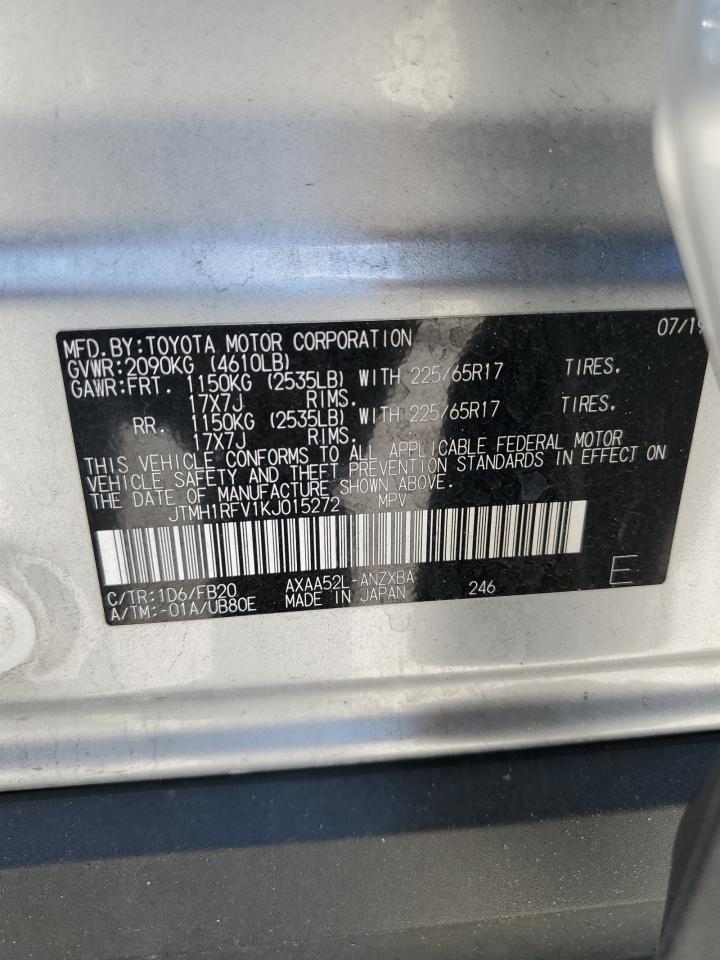 MFD.BY:TOYOTA MOTOR CORPORATION 07/19
GVWR:2090KG (4610LB)
GAWR:FRT. 1150KG (2535LB) WITH 225/65R17 TIRES.
17X7J RIMS.
RR. 1150KG (2535LB) WITH 225/65R17 TIRES.
17X7J RIMS.
THIS VEHICLE CONFORMS TO ALL APPLICABLE FEDERAL MOTOR
VEHICLE SAFETY AND THEFT PREVENTION STANDARDS IN EFFECT ON
THE DATE OF MANUFACTURE SHOWN ABOVE.
JTMH1RFV1KJ015272 MPV
C/TR:1D6/FB20 AXAA52L-ANZXBA E
A/TM:-01A/UB80E MADE IN JAPAN 246